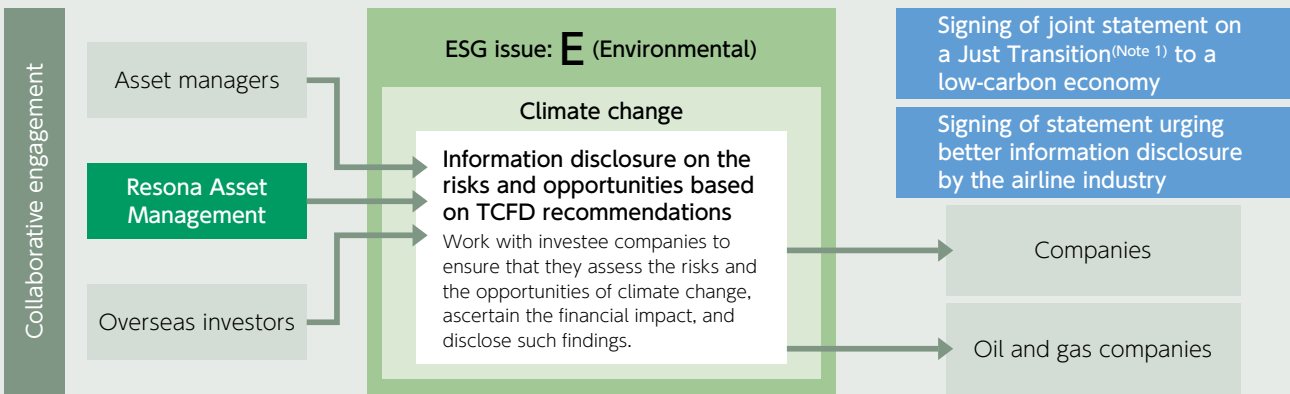 Collaborative engagement
Asset managers
Resona Asset
Management
Overseas investors
ESG issue: E (Environmental)
Climate change
Information disclosure on the
risks and opportunities based
on TCFD recommendations
Work with investee companies to
ensure that they assess the risks and
the opportunities of climate change,
ascertain the financial impact, and
disclose such findings.
Signing of joint statement on
a Just Transition(Note 1) to a
low-carbon economy
Signing of statement urging
better information disclosure
by the airline industry
Companies
Oil and gas companies